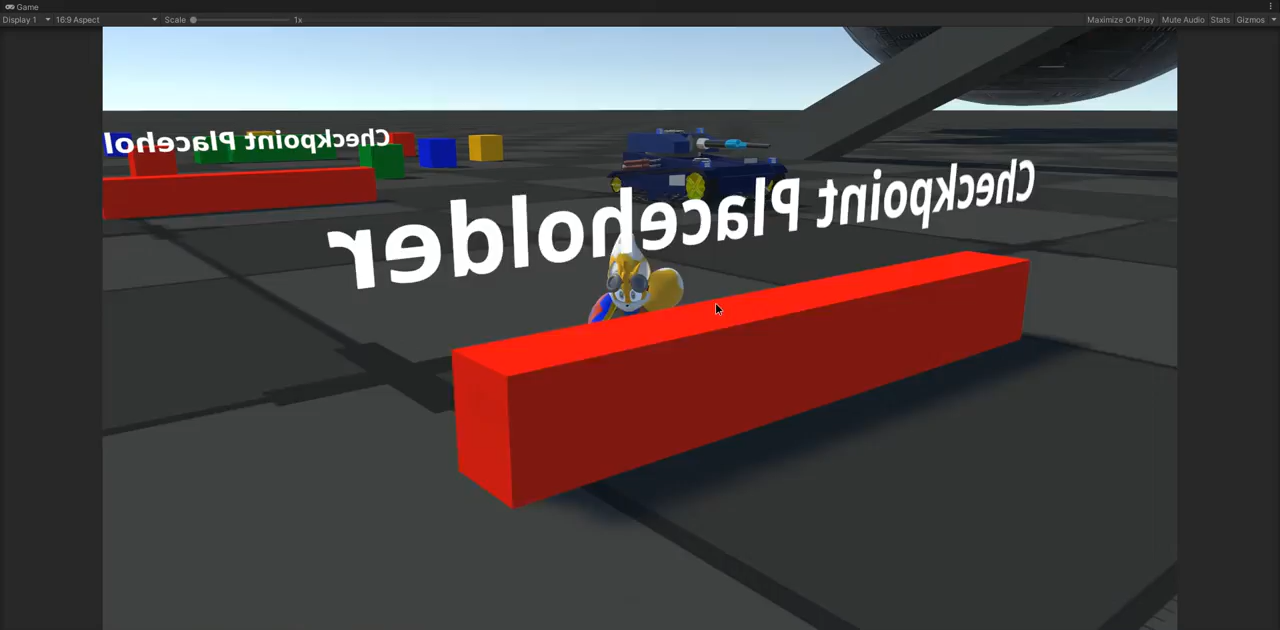 Game
Display 1 16:9 Aspect Scale 1x Maximize On Play Mute Audio Stats Gizmos
Checkpoint Placehol
Checkpoint Placeholder